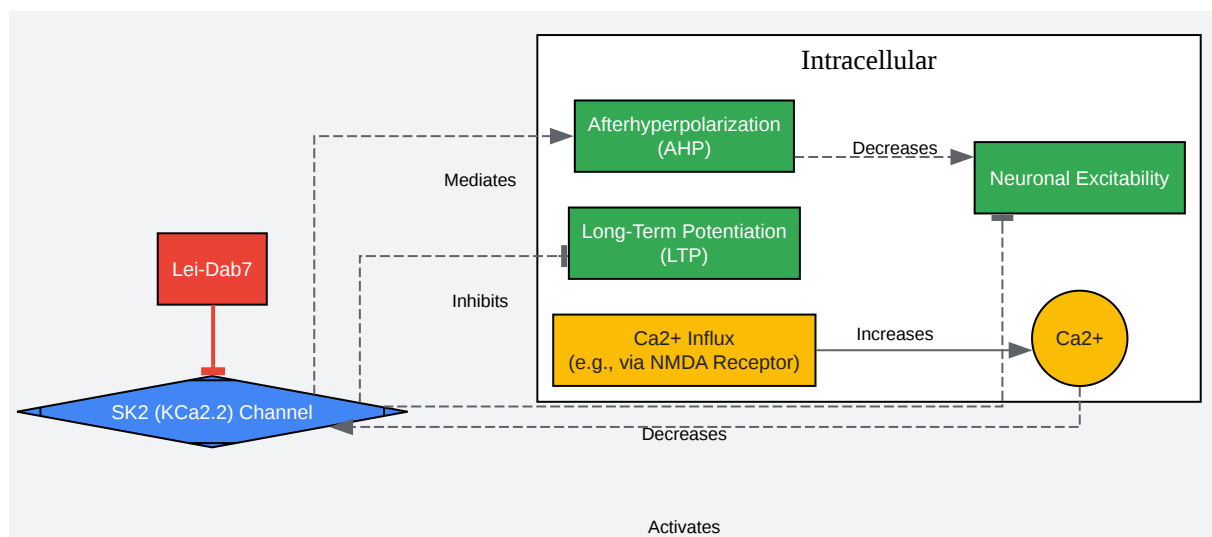 Intracellular
Afterhyperpolarization
(AHP)
Decreases
Neuronal Excitability
Mediates
Long-Term Potentiation
(LTP)
Lei-Dab7
Inhibits
Ca2+ Influx
(e.g., via NMDA Receptor)
Increases
Ca2+
SK2 (KCa2.2) Channel
Decreases
Activates